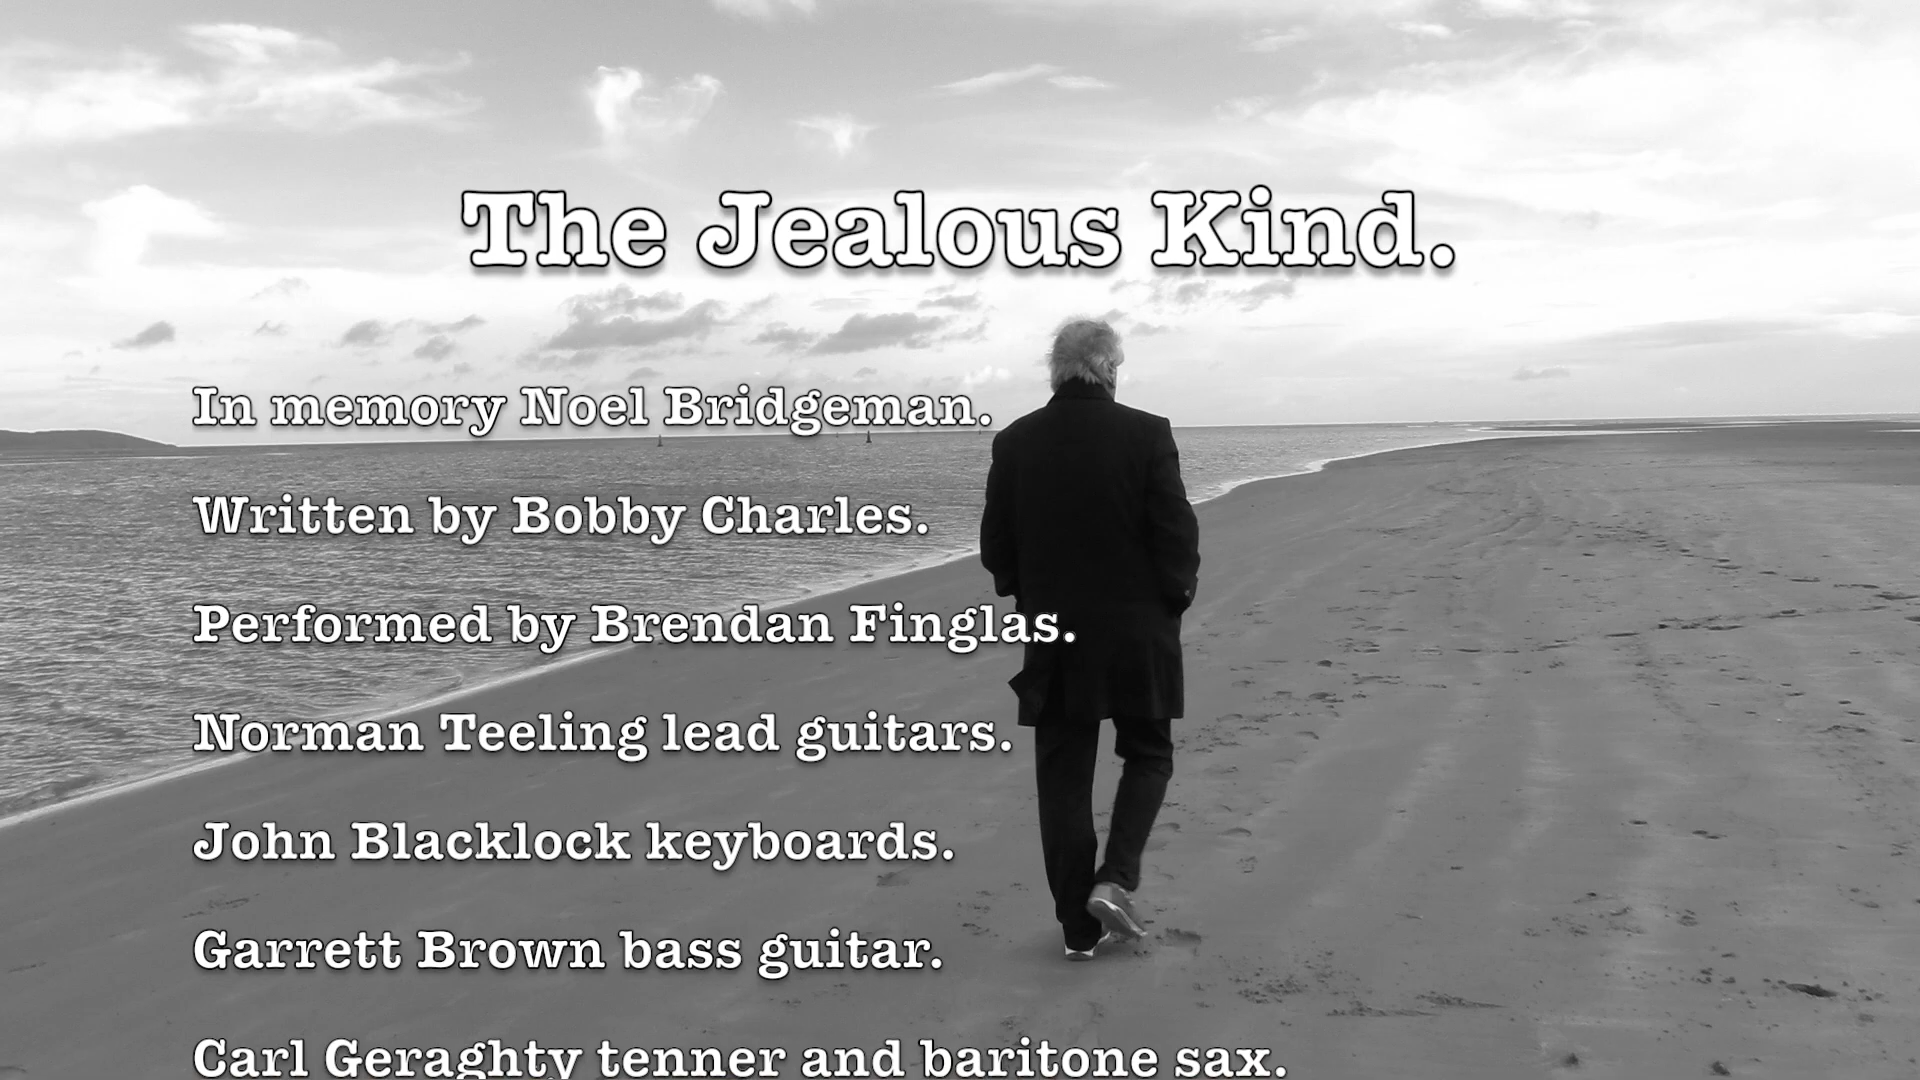 The Jealous Kind.
In memory Noel Bridgeman.
Written by Bobby Charles.
Performed by Brendan Finglas.
Norman Teeling lead guitars.
John Blacklock keyboards.
Garrett Brown bass guitar.
Carl Geraghty tenner and baritone sax.